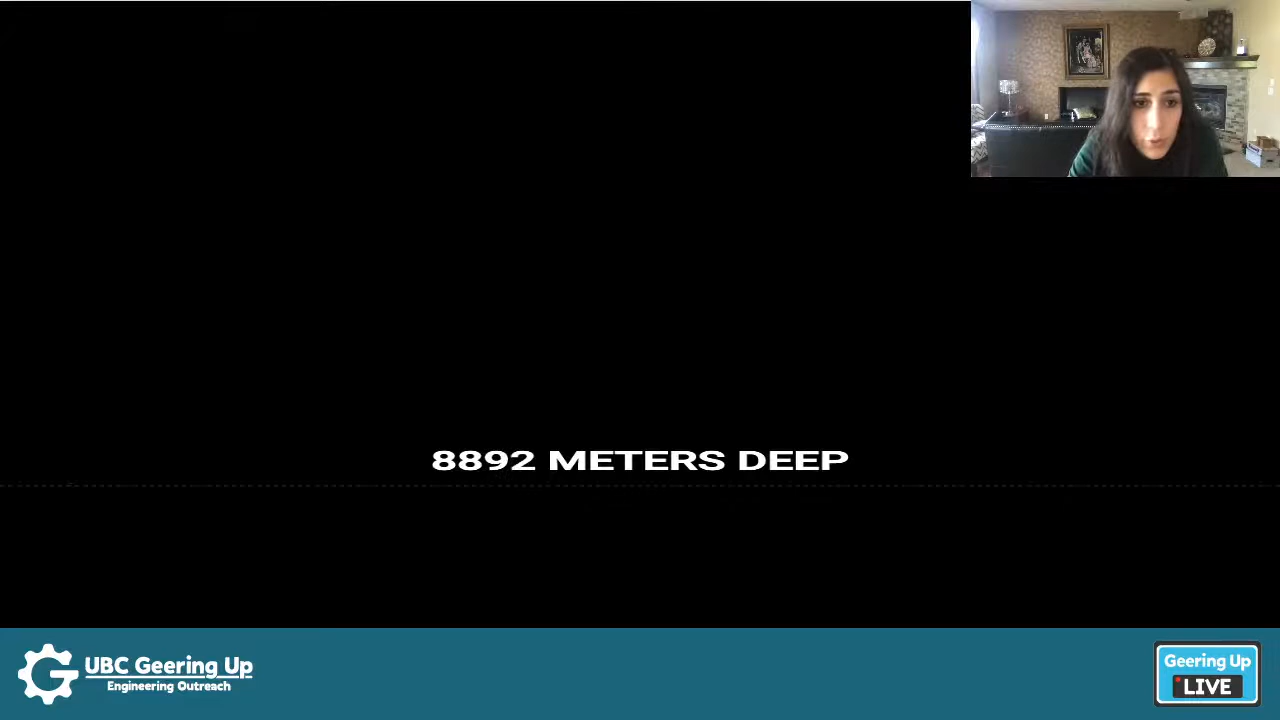 8892 METERS DEEP
UBC Geering Up
Engineering Outreach
Geering Up
LIVE